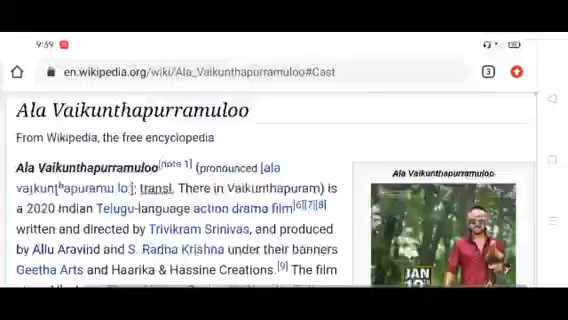 9:59
en.wikipedia.org/wiki/Ala_Vaikunthapurramuloo#Cast
3
Ala Vaikunthapurramuloo
From Wikipedia, the free encyclopedia
Ala Vaikunthapurramuloo[note 1] (pronounced [ala
transl. There in Vaikunthapuram) is
a 2020 Indian Telugu-language action drama film[6][7][8]
written and directed by Trivikram Srinivas, and produced
by Allu Aravind and S. Radha Krishna under their banners
Geetha Arts and Haarika & Hassine Creations.[9] The film
Ala Vaikunthapurramuloo
JAN